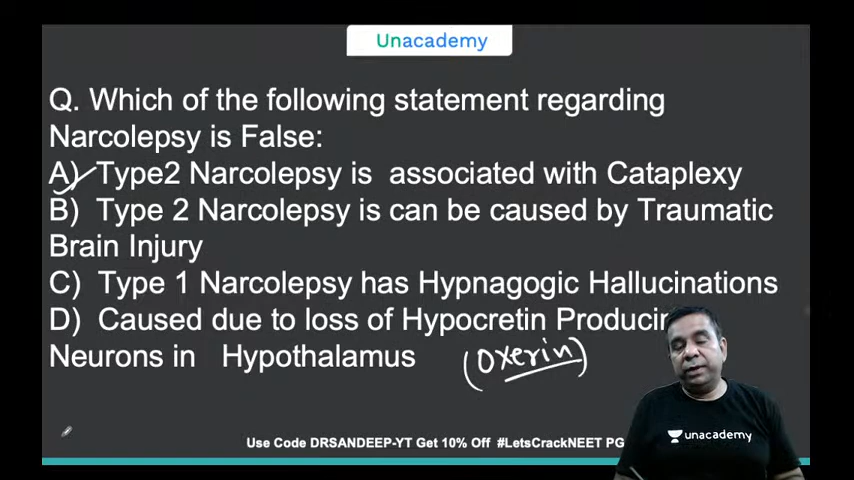 Unacademy
Q. Which of the following statement regarding
Narcolepsy is False:
A) Type2 Narcolepsy is associated with Cataplexy
B) Type 2 Narcolepsy is can be caused by Traumatic
Brain Injury
C) Type 1 Narcolepsy has Hypnagogic Hallucinations
D) Caused due to loss of Hypocretin
Neurons in Hypothalamus (Oxerin)
unacademy
Use Code DRSANDEEP-YT Get 10% Off #LetsCrackNEET PG